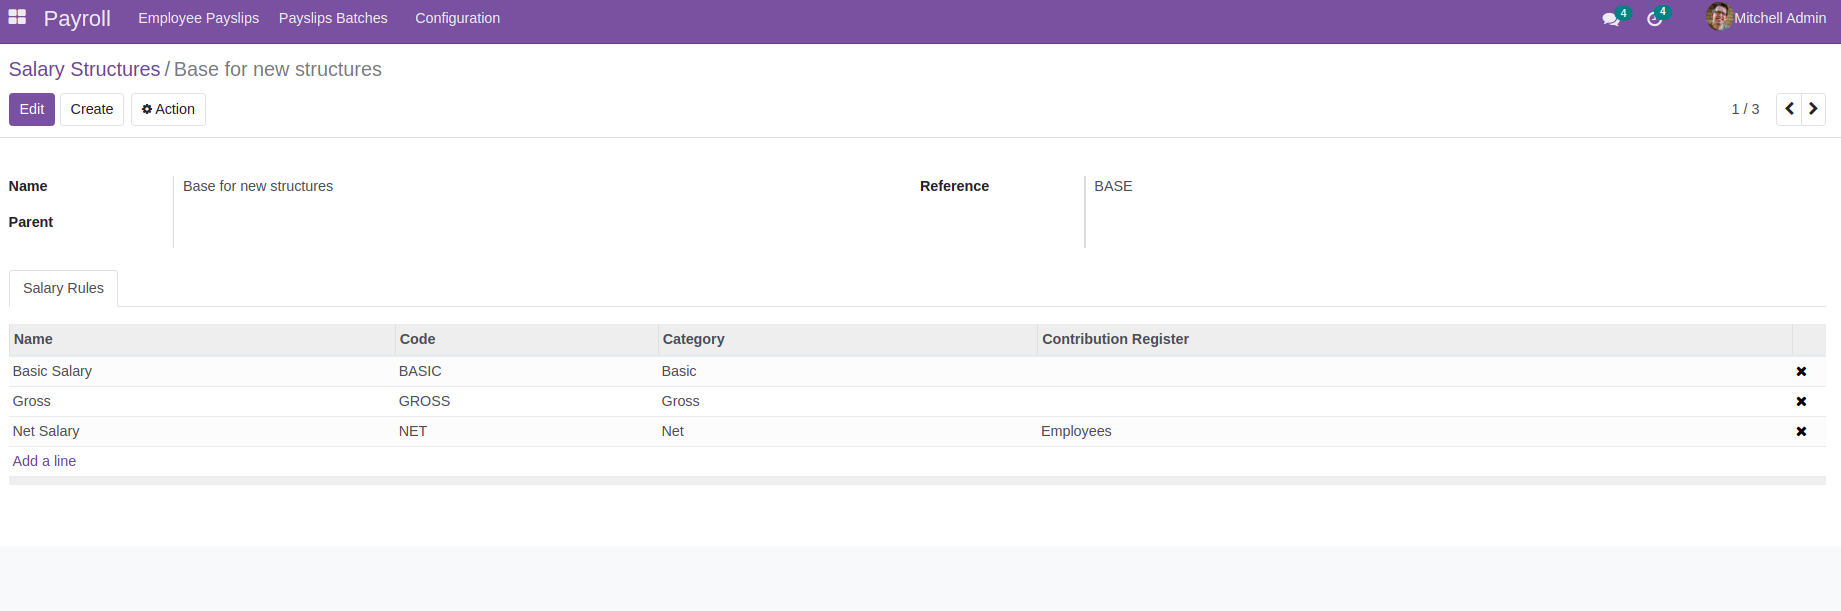 Payroll Employee Payslips Payslips Batches Configuration 4 4 Mitchell Admin
Salary Structures / Base for new structures
Edit Create Action 1 / 3
Name Base for new structures Reference BASE
Parent
Salary Rules
Name Code Category Contribution Register
Basic Salary BASIC Basic
Gross GROSS Gross
Net Salary NET Net Employees
Add a line